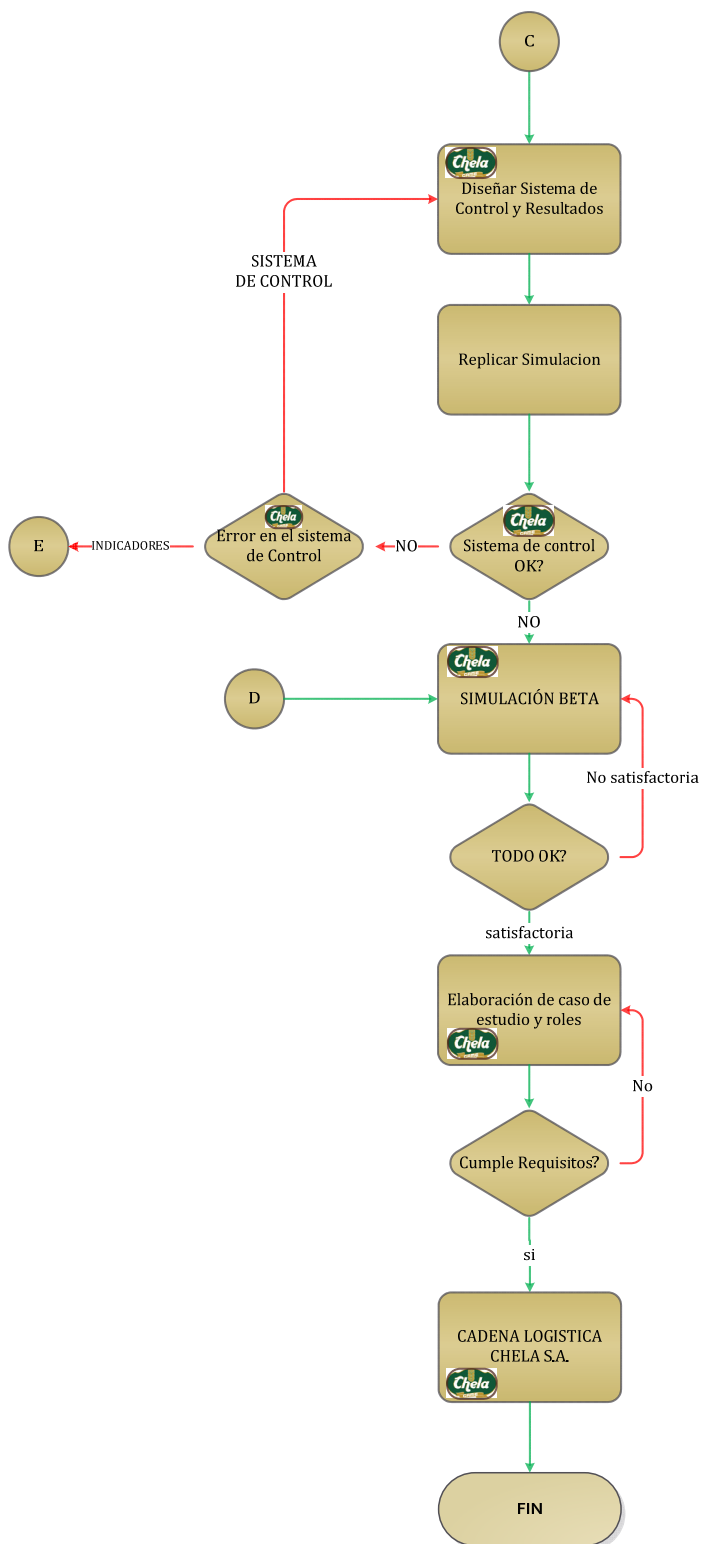 C
Chela
Diseñar Sistema de
Control y Resultados
SISTEMA
DE CONTROL
Replicar Simulacion
E
INDICADORES
Chela
Error en el sistema
de Control
NO
Chela
Sistema de control
OK?
NO
D
Chela
SIMULACIÓN BETA
No satisfactoria
TODO OK?
satisfactoria
Elaboración de caso de
estudio y roles
Chela
No
Cumple Requisitos?
si
CADENA LOGISTICA
CHELA S.A.
Chela
FIN